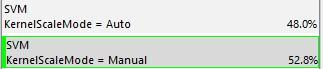 SVM
KernelScaleMode = Auto 48.0%
SVM
KernelScaleMode = Manual 52.8%